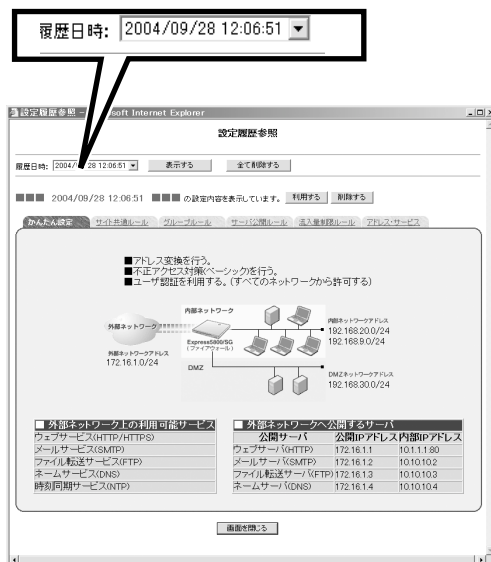 履歴日時: 2004/09/28 12:06:51
設定履歴参照 - soft Internet Explorer
設定履歴参照
履歴日時: 2004/ 28 12:06:51 表示する 全て削除する
■■■ 2004/09/28 12:06:51 ■■■ の設定内容を表示しています。 利用する 削除する
かんたん設定 サイト共通ルール グループルール サーバ公開ルール 流入量制限ルール アドレス・サービス
■アドレス変換を行う。
■不正アクセス対策(ベーシック)を行う。
■ユーザ認証を利用する。(すべてのネットワークから許可する)
内部ネットワーク
外部ネットワーク
Express5800/SG
(ファイアウォール)
内部ネットワークアドレス
192.168.20.0/24
192.168.9.0/24
外部ネットワークアドレス
172.16.1.0/24
DMZ
DMZネットワークアドレス
192.168.30.0/24
■ 外部ネットワーク上の利用可能サービス
ウェブサービス(HTTP/HTTPS)
メールサービス(SMTP)
ファイル転送サービス(FTP)
ネームサービス(DNS)
時刻同期サービス(NTP)
■ 外部ネットワークへ公開するサーバ
公開サーバ 公開IPアドレス 内部IPアドレス
ウェブサーバ(HTTP) 172.16.1.1 10.1.1.80
メールサーバ(SMTP) 172.16.1.2 10.10.10.2
ファイル転送サーバ(FTP) 172.16.1.3 10.10.10.3
ネームサーバ(DNS) 172.16.1.4 10.10.10.4
画面を閉じる